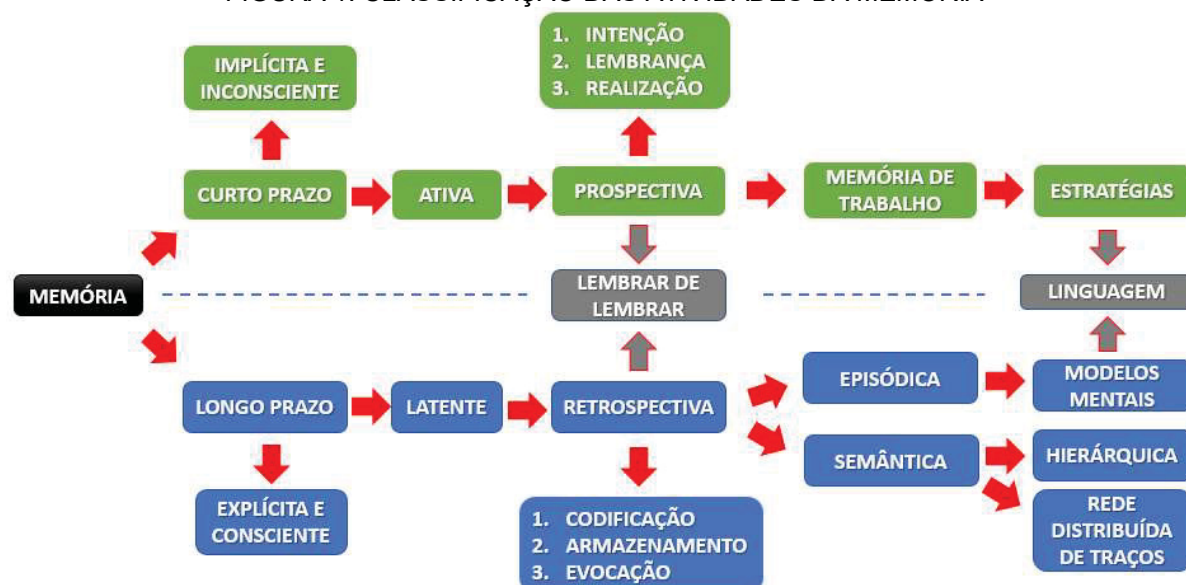 IMPLÍCITA E
INCONSCIENTE
1. INTENÇÃO
2. LEMBRANÇA
3. REALIZAÇÃO
CURTO PRAZO
ATIVA
PROSPECTIVA
MEMÓRIA DE
TRABALHO
ESTRATÉGIAS
MEMÓRIA
LEMBRAR DE
LEMBRAR
LINGUAGEM
LONGO PRAZO
LATENTE
RETROSPECTIVA
EPISÓDICA
MODELOS
MENTAIS
SEMÂNTICA
HIERÁRQUICA
REDE
DISTRIBUÍDA
DE TRAÇOS
EXPLÍCITA E
CONSCIENTE
1. CODIFICAÇÃO
2. ARMAZENAMENTO
3. EVOCAÇÃO